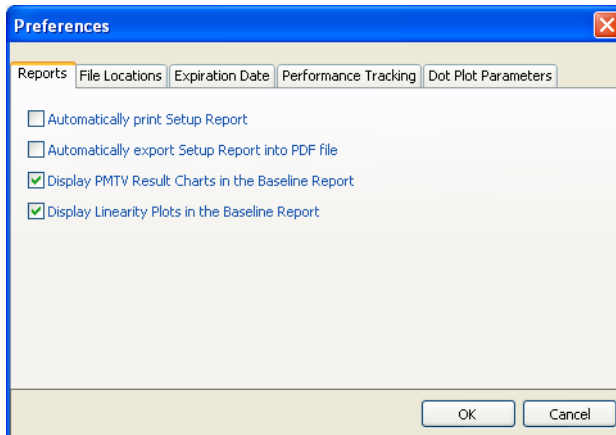 Preferences
Reports File Locations Expiration Date Performance Tracking Dot Plot Parameters
Automatically print Setup Report
Automatically export Setup Report into PDF file
Display PMTV Result Charts in the Baseline Report
Display Linearity Plots in the Baseline Report
OK Cancel